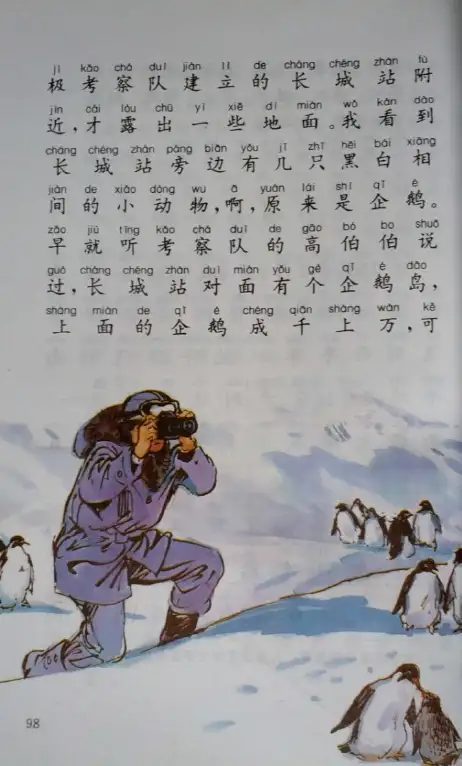 jí kǎo chá duì jiàn lì de cháng chéng zhàn fù
极考察队建立的长城站附
jìn cái lòu chū yì xiē dì miàn wǒ kàn dào
近，才露出一些地面。我看到
cháng chéng zhàn páng biān yǒu jǐ zhī hēi bái xiāng
长城站旁边有几只黑白相
jiàn de xiǎo dòng wu ā yuán lái shì qǐ é
间的小动物，啊，原来是企鹅。
zǎo jiù tīng kǎo chá duì de gāo bó bo shuō
早就听考察队的高伯伯说
guò cháng chéng zhàn duì miàn yǒu gè qǐ é dǎo
过，长城站对面有个企鹅岛，
shàng miàn de qǐ é chéng qiān shàng wàn kě
上面的企鹅成千上万，可
98